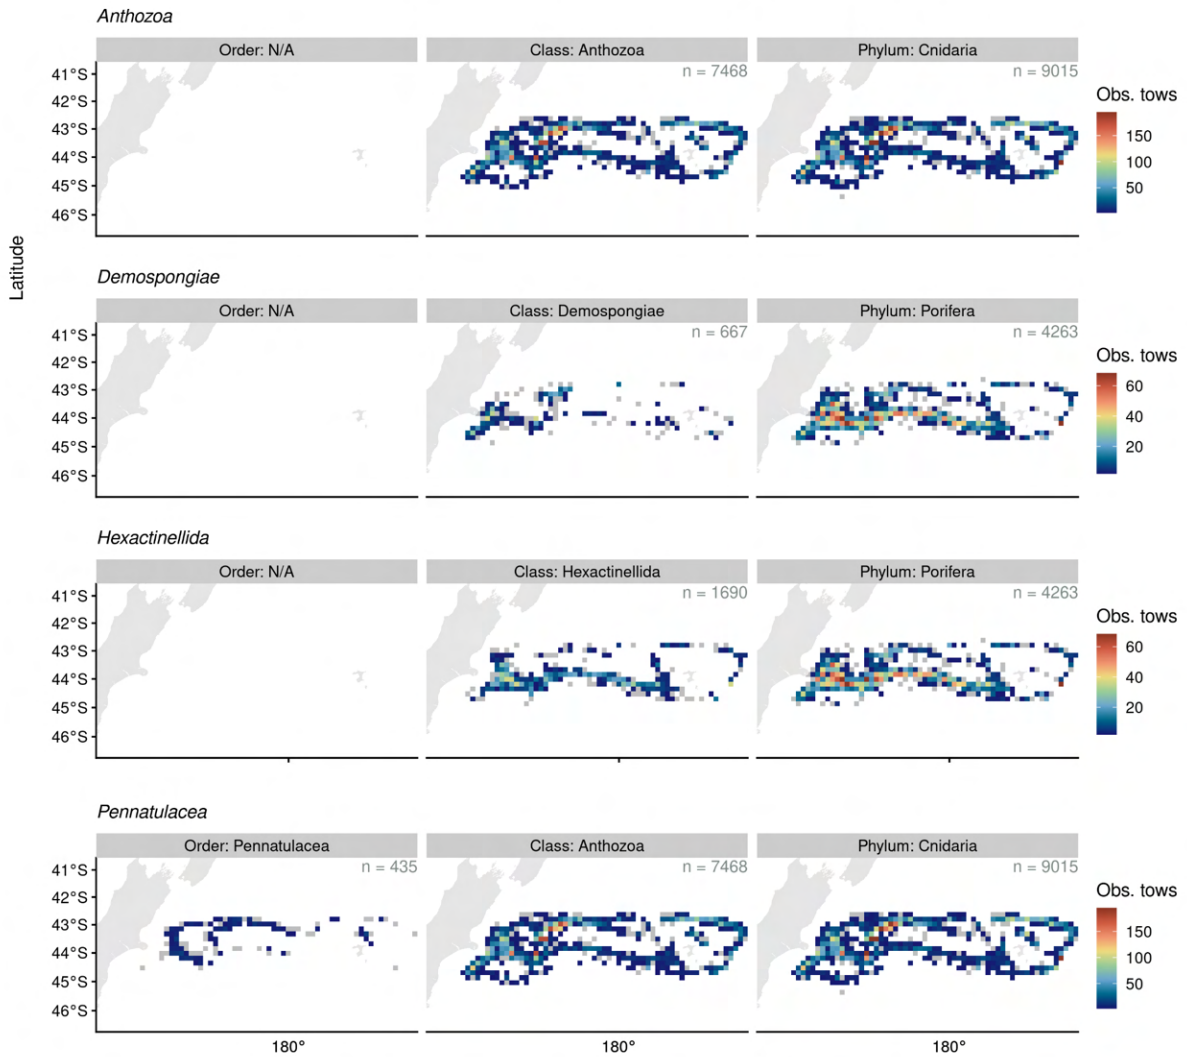 Anthozoa
Order: N/A
Class: Anthozoa
Phylum: Cnidaria
n = 7468
n = 9015
41°S
42°S
43°S
44°S
45°S
46°S
Obs. tows
150
100
50
Latitude
Demospongiae
Order: N/A
Class: Demospongiae
Phylum: Porifera
n = 667
n = 4263
41°S
42°S
43°S
44°S
45°S
46°S
Obs. tows
60
40
20
Hexactinellida
Order: N/A
Class: Hexactinellida
Phylum: Porifera
n = 1690
n = 4263
41°S
42°S
43°S
44°S
45°S
46°S
Obs. tows
60
40
20
Pennatulacea
Order: Pennatulacea
Class: Anthozoa
Phylum: Cnidaria
n = 435
n = 7468
n = 9015
41°S
42°S
43°S
44°S
45°S
46°S
Obs. tows
150
100
50
180°
180°
180°